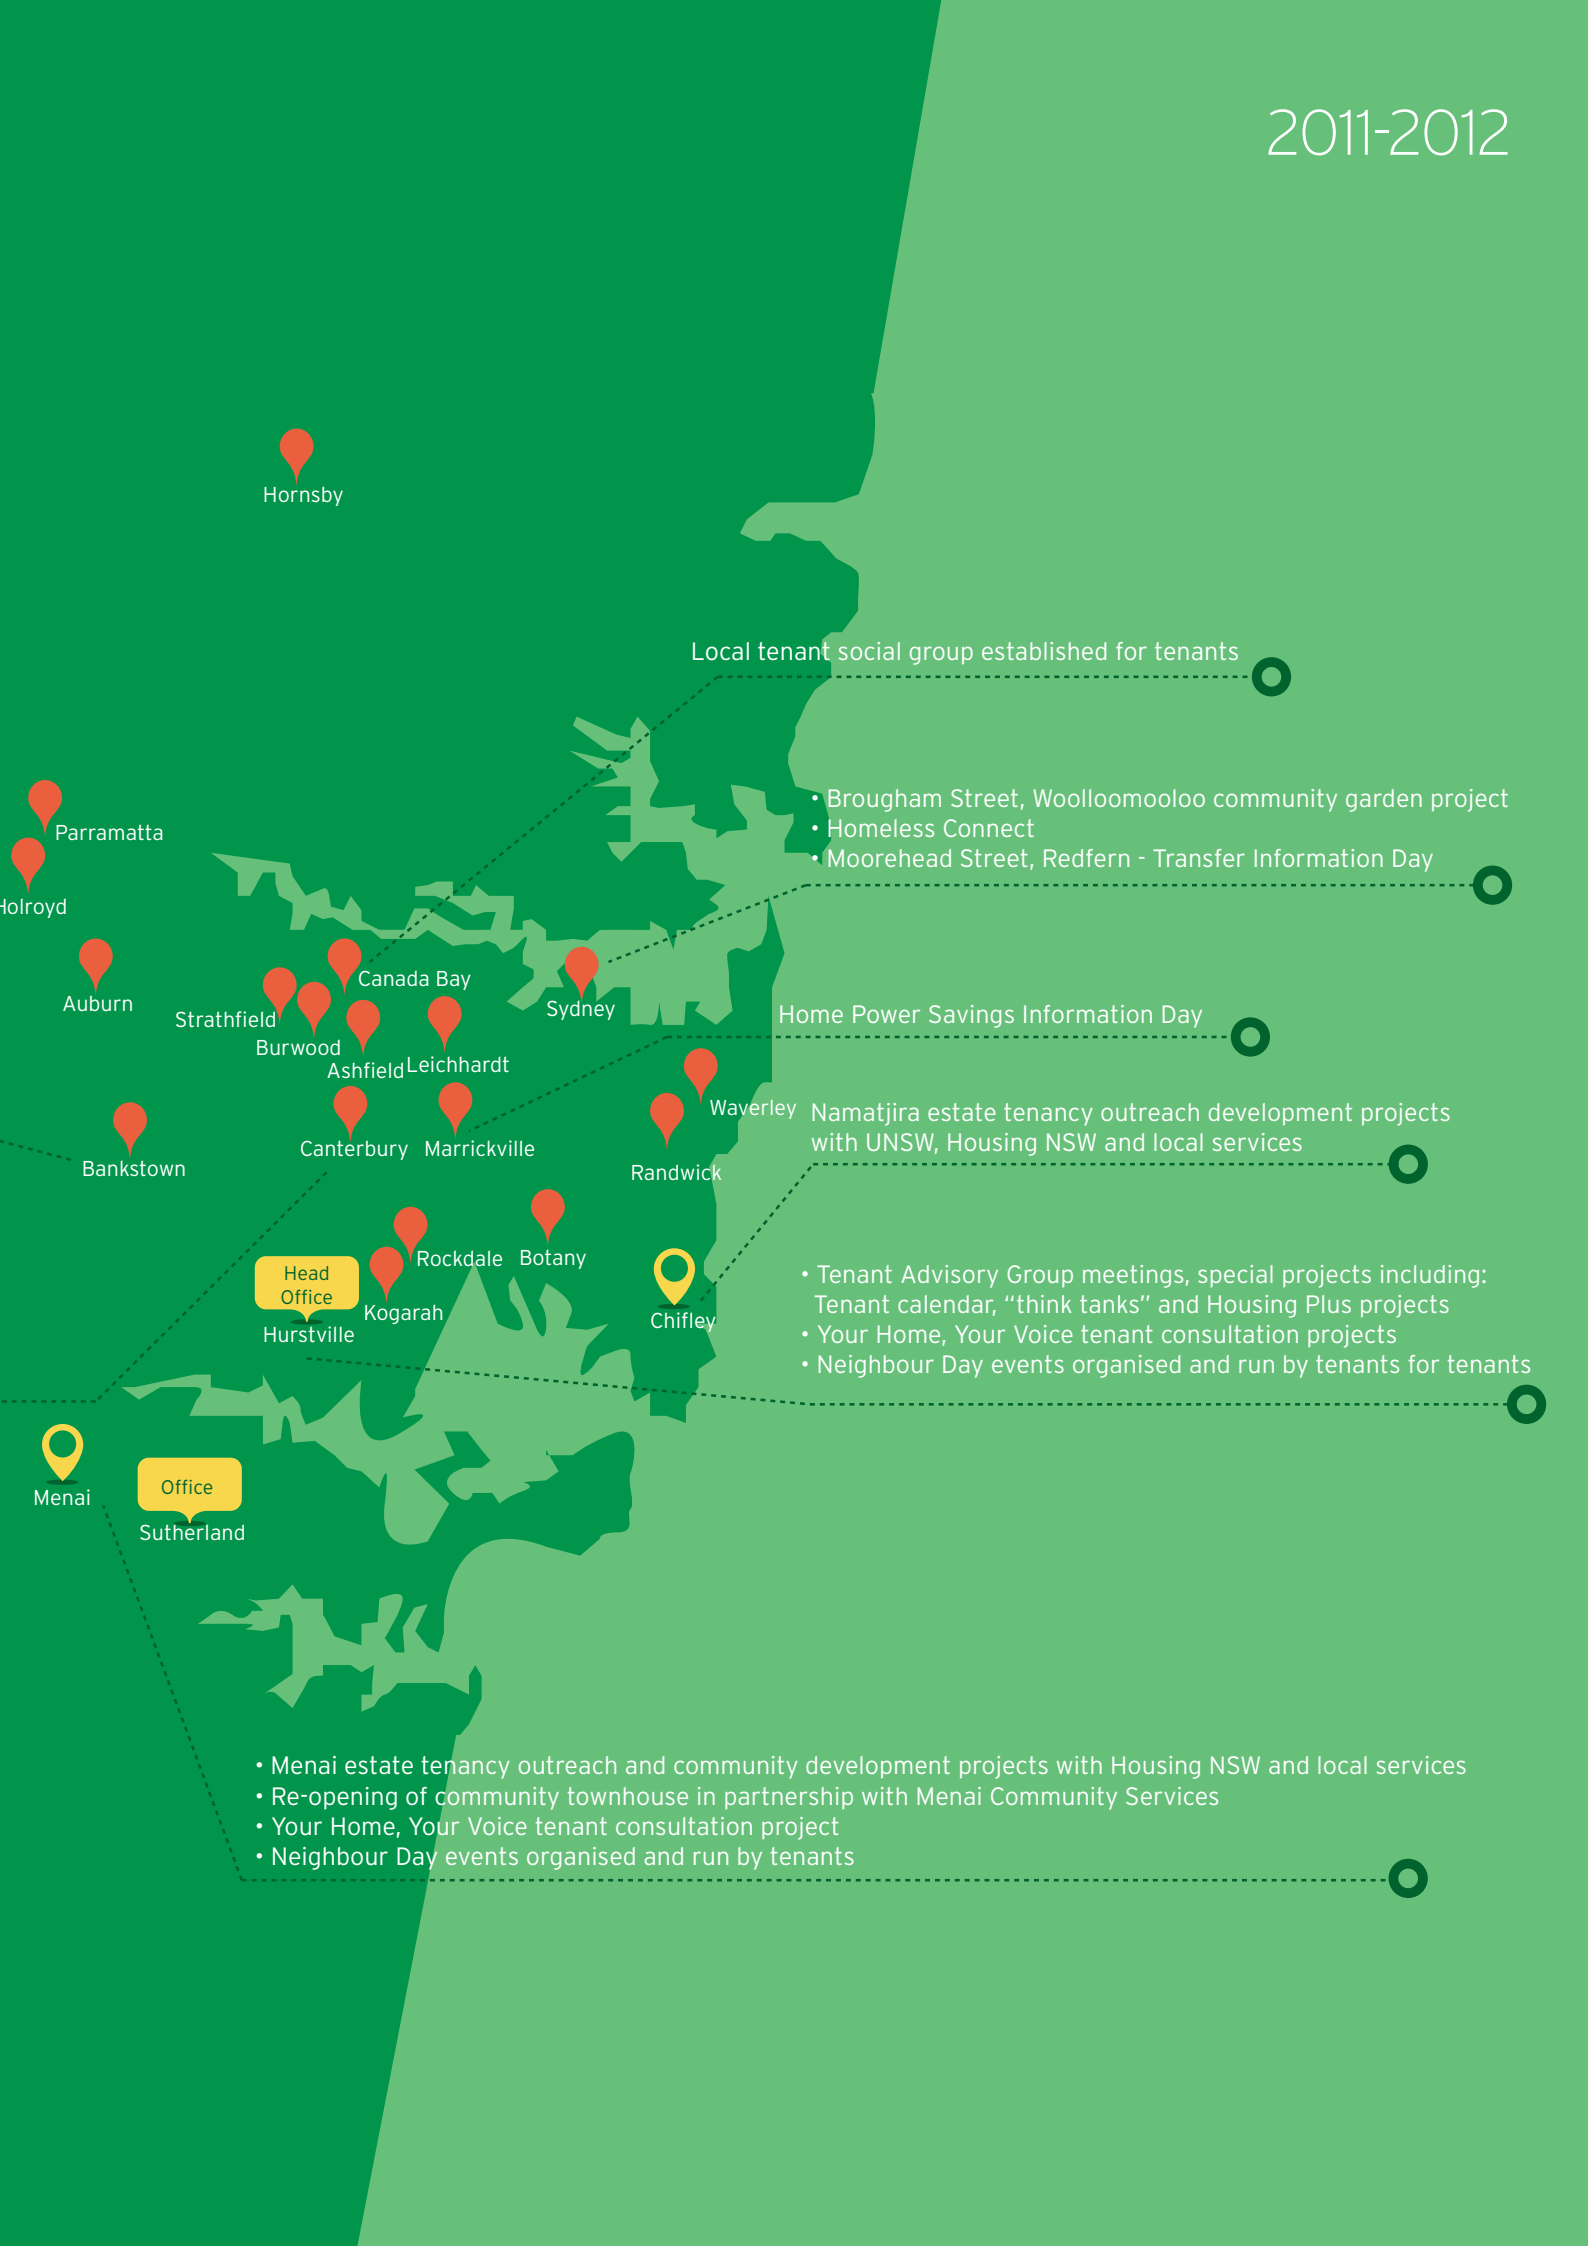 2011-2012
Hornsby
Local tenant social group established for tenants
• Brougham Street, Woolloomooloo community garden project
• Homeless Connect
• Moorehead Street, Redfern - Transfer Information Day
Parramatta
Holroyd
Auburn
Canada Bay
Strathfield
Sydney
Burwood
Ashfield
Leichhardt
Home Power Savings Information Day
Waverley
Namatjira estate tenancy outreach development projects
with UNSW, Housing NSW and local services
Canterbury
Marrickville
Bankstown
Randwick
Rockdale
Botany
Head
Office
Hurstville
Kogarah
Chifley
• Tenant Advisory Group meetings, special projects including:
Tenant calendar, “think tanks” and Housing Plus projects
• Your Home, Your Voice tenant consultation projects
• Neighbour Day events organised and run by tenants for tenants
Menai
Office
Sutherland
• Menai estate tenancy outreach and community development projects with Housing NSW and local services
• Re-opening of community townhouse in partnership with Menai Community Services
• Your Home, Your Voice tenant consultation project
• Neighbour Day events organised and run by tenants